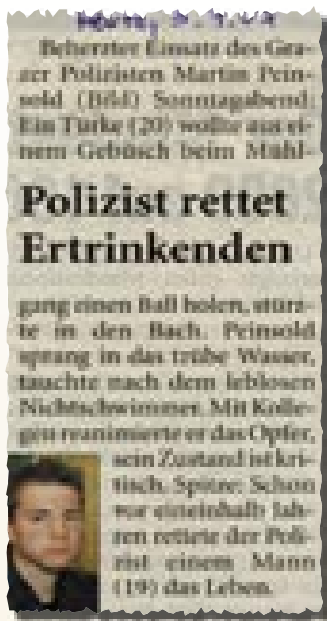 Beherzter Einsatz des Gra-
zer Polizisten Martin Pein-
sold (Bild) Sonntagabend:
Ein Türke (20) wollte aus ei-
nem Gebüsch beim Mühl-
Polizist rettet
Ertrinkenden
gang einen Ball holen, stürz-
te in den Bach. Peinsold
sprang in das trübe Wasser,
tauchte nach dem leblosen
Nichtschwimmer. Mit Kolle-
gen reanimierte er das Opfer,
sein Zustand ist kri-
tisch. Spitze: Schon
vor eineinhalb Jah-
ren rettete der Poli-
zist einem Mann
(19) das Leben.